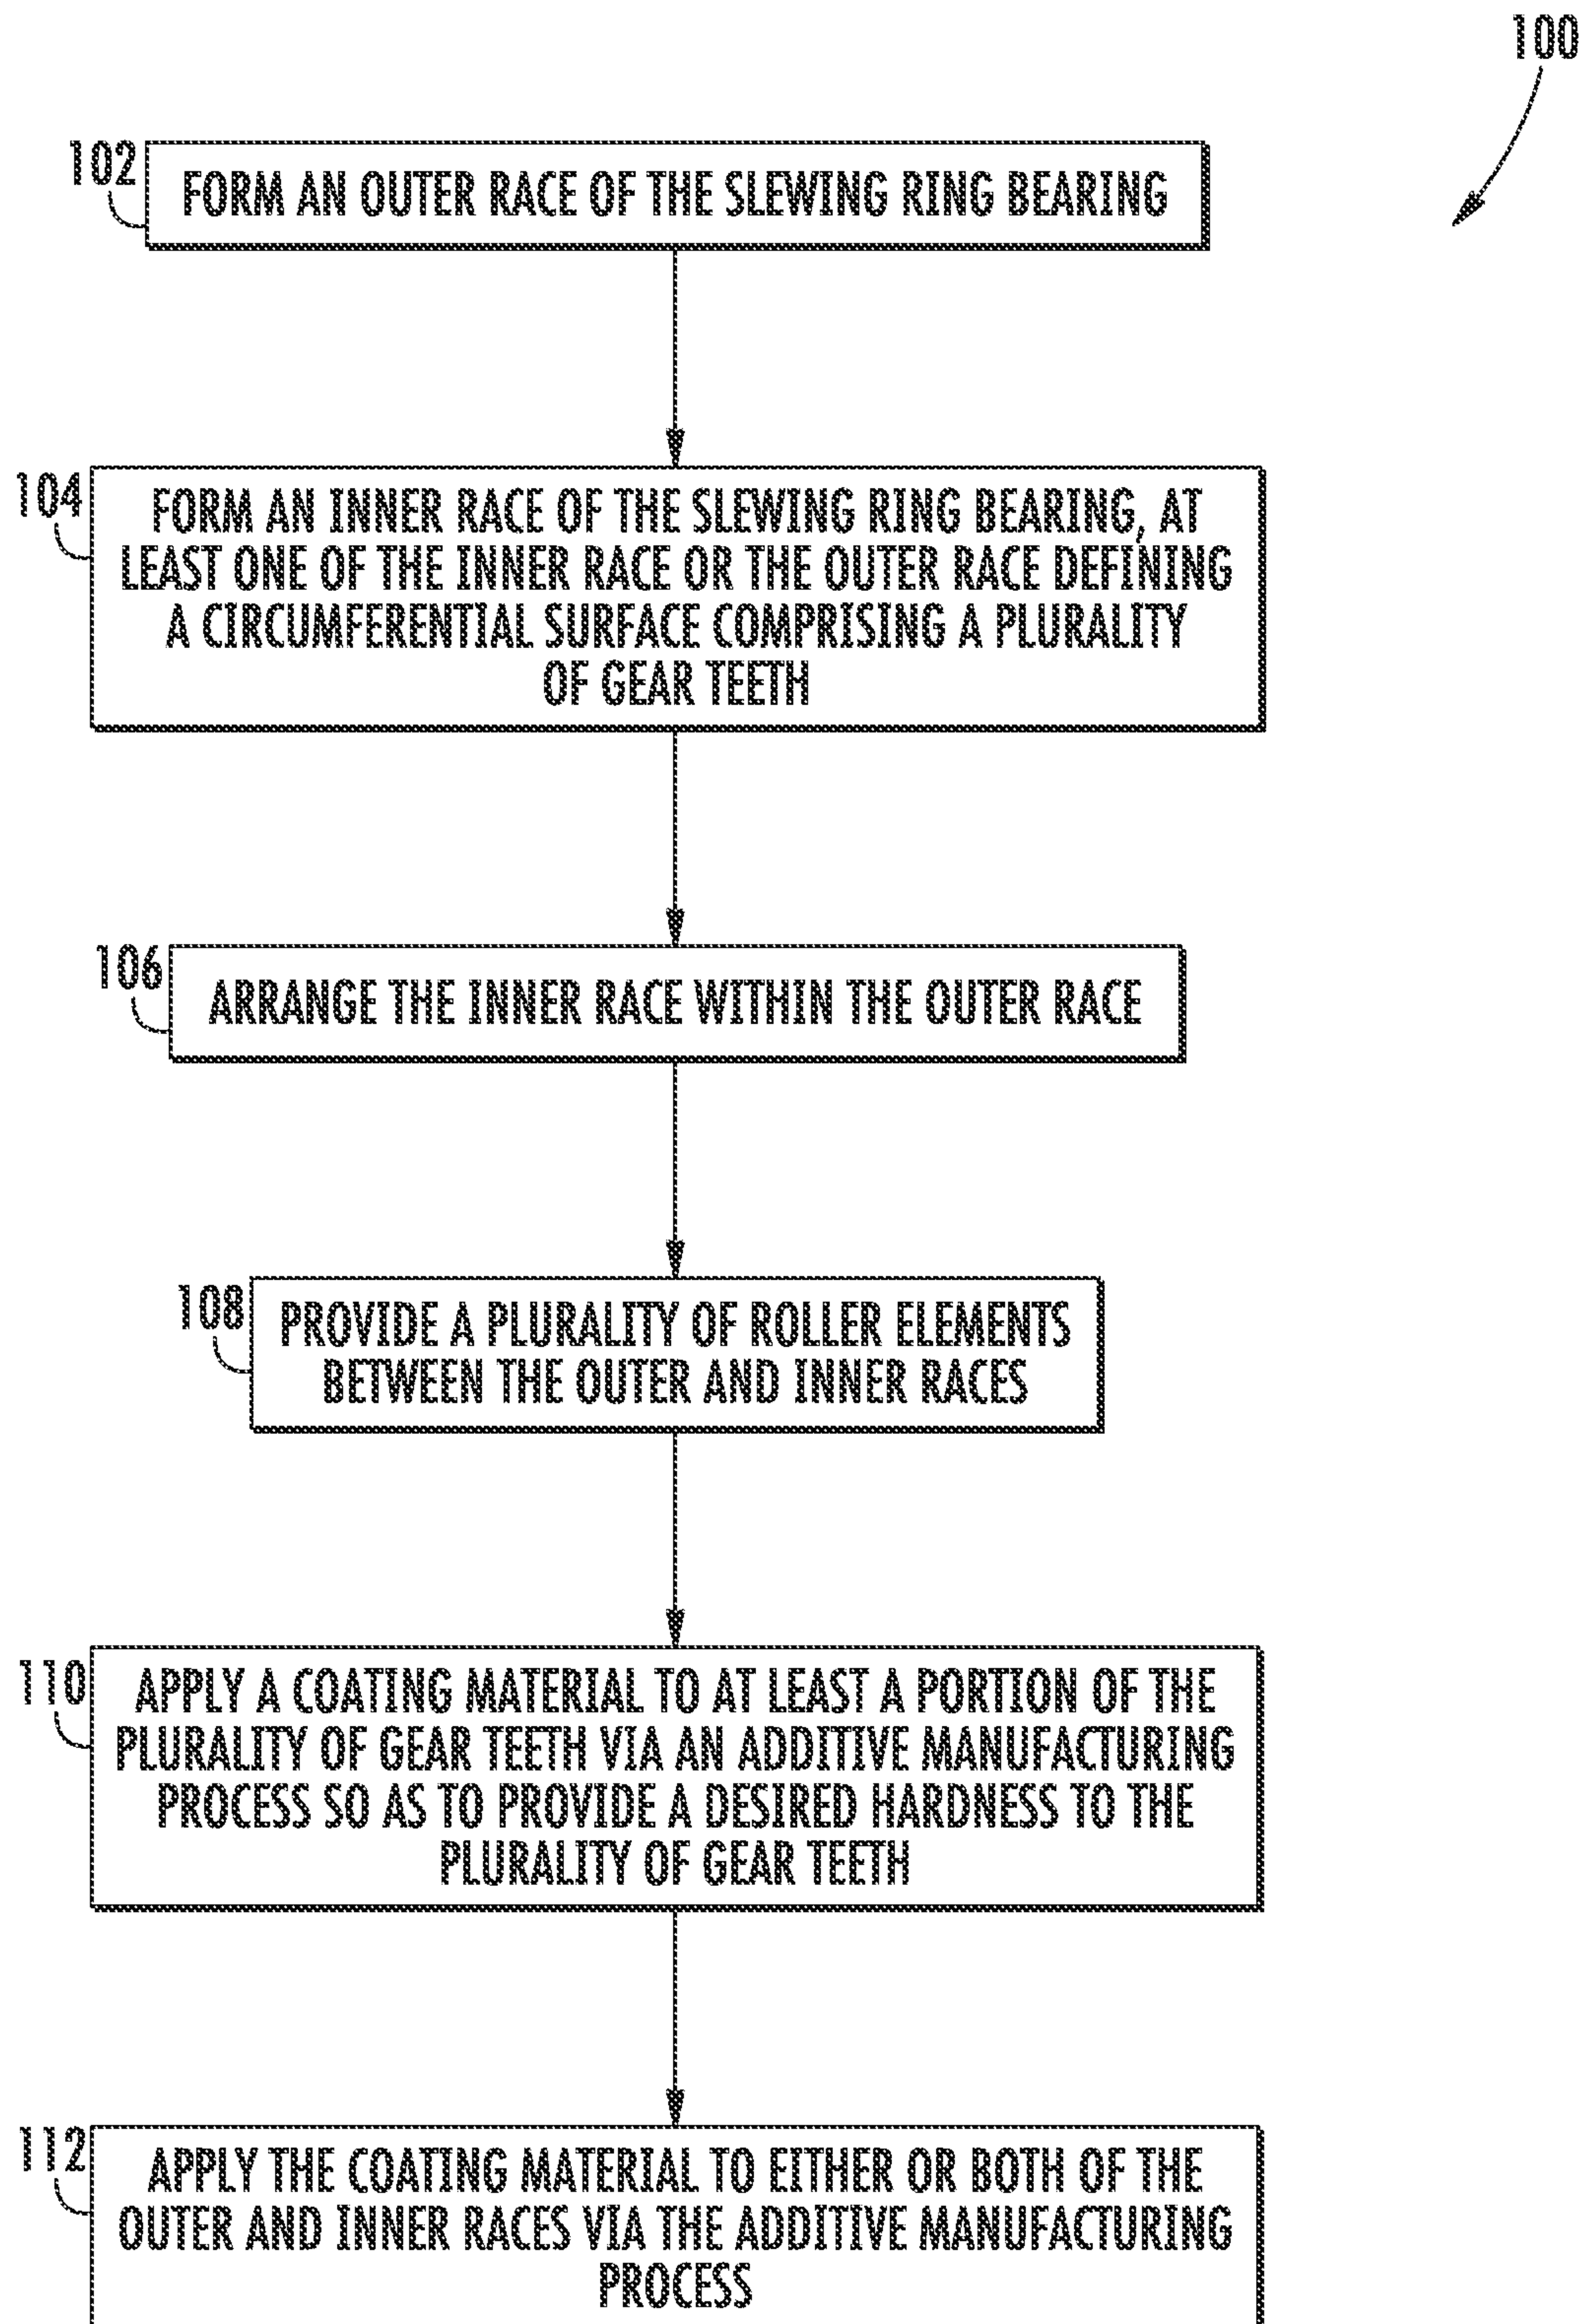 100
102
FORM AN OUTER RACE OF THE SLEWING RING BEARING
104
FORM AN INNER RACE OF THE SLEWING RING BEARING, AT
LEAST ONE OF THE INNER RACE OR THE OUTER RACE DEFINING
A CIRCUMFERENTIAL SURFACE COMPRISING A PLURALITY
OF GEAR TEETH
106
ARRANGE THE INNER RACE WITHIN THE OUTER RACE
108
PROVIDE A PLURALITY OF ROLLER ELEMENTS
BETWEEN THE OUTER AND INNER RACES
110
APPLY A COATING MATERIAL TO AT LEAST A PORTION OF THE
PLURALITY OF GEAR TEETH VIA AN ADDITIVE MANUFACTURING
PROCESS SO AS TO PROVIDE A DESIRED HARDNESS TO THE
PLURALITY OF GEAR TEETH
112
APPLY THE COATING MATERIAL TO EITHER OR BOTH OF THE
OUTER AND INNER RACES VIA THE ADDITIVE MANUFACTURING
PROCESS